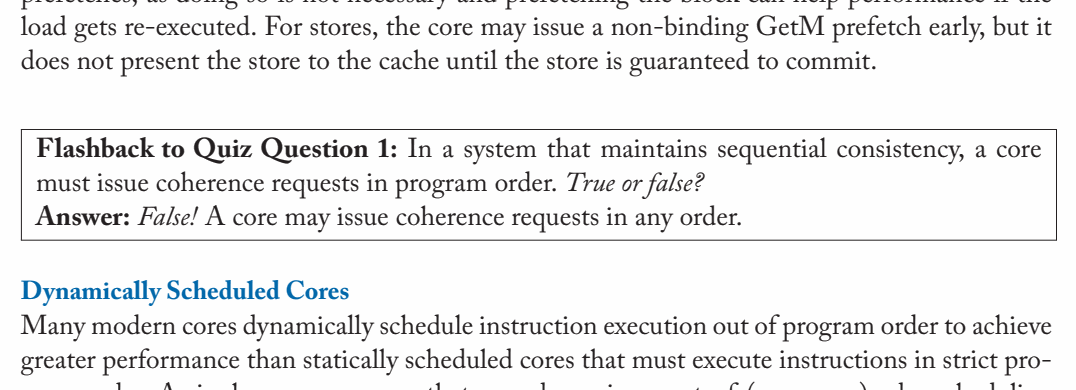 prefetches, as doing so is not necessary and prefetching the block can help performance if the
load gets re-executed. For stores, the core may issue a non-binding GetM prefetch early, but it
does not present the store to the cache until the store is guaranteed to commit.
Flashback to Quiz Question 1: In a system that maintains sequential consistency, a core
must issue coherence requests in program order. True or false?
Answer: False! A core may issue coherence requests in any order.
Dynamically Scheduled Cores
Many modern cores dynamically schedule instruction execution out of program order to achieve
greater performance than statically scheduled cores that must execute instructions in strict pro-